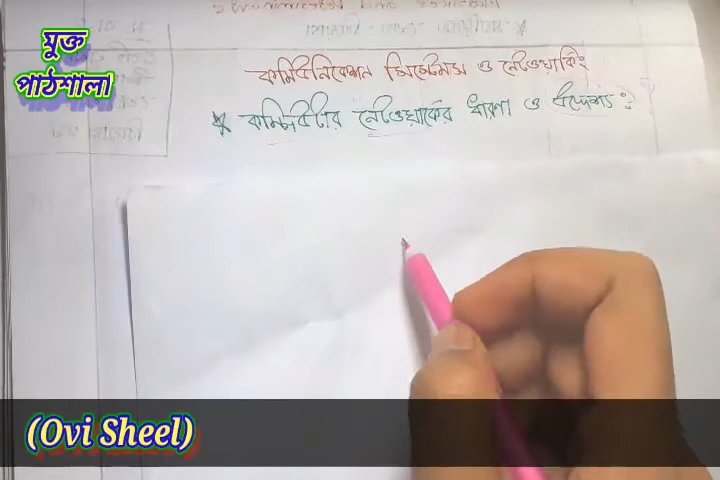 মুক্ত
পাঠশালা
কমিউনিকেশন সিস্টেমস ও নেটওয়ার্কিং
* কম্পিউটার নেটওয়ার্কের ধারণা ও উদ্দেশ্য:
(Ovi Sheel)